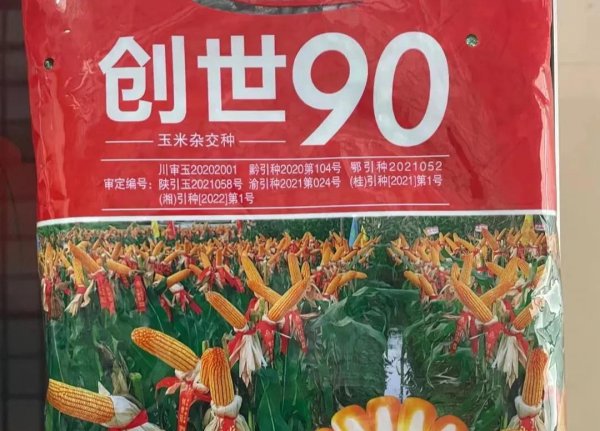 创世90
玉米杂交种
川审玉20202001 黔引种2020第104号 鄂引种2021052
审定编号：陕引玉2021058号 渝引种2021第024号 (桂)引种[2021]第1号
(湘)引种[2022]第1号